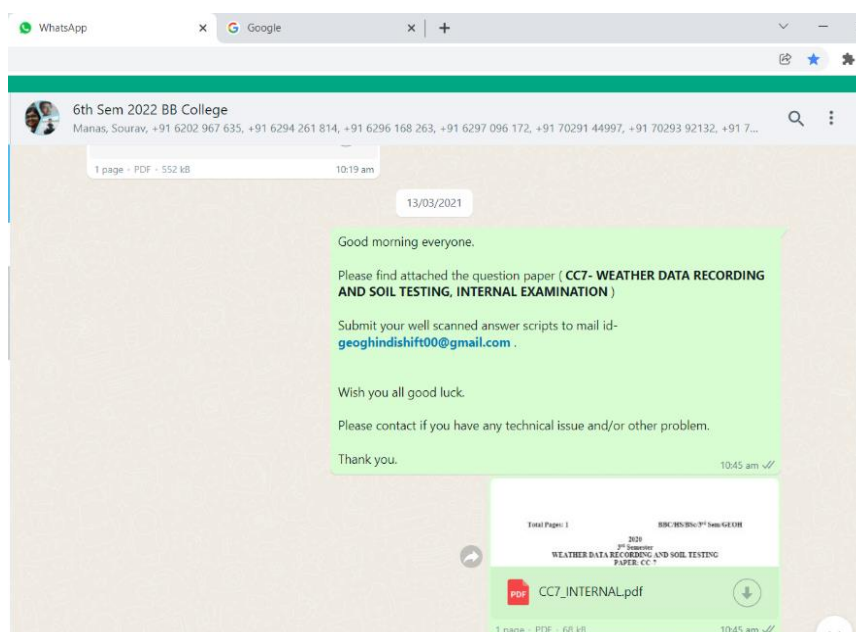 WhatsApp
Google
6th Sem 2022 BB College
Manas, Sourav, +91 6202 967 635, +91 6294 261 814, +91 6296 168 263, +91 6297 096 172, +91 70291 44997, +91 70293 92132, +91 7...
1 page • PDF • 552 kB 10:19 am
13/03/2021
Good morning everyone.
Please find attached the question paper ( CC7- WEATHER DATA RECORDING
AND SOIL TESTING, INTERNAL EXAMINATION )
Submit your well scanned answer scripts to mail id-
geoghindishift00@gmail.com .
Wish you all good luck.
Please contact if you have any technical issue and/or other problem.
Thank you.
10:45 am
Total Pages: 1 BBC/HS/BSc/3rd Sem/GEOH
2020
3rd Semester
WEATHER DATA RECORDING AND SOIL TESTING
PAPER: CC 7
PDF
CC7_INTERNAL.pdf
1 page • PDF • 68 kB 10:45 am